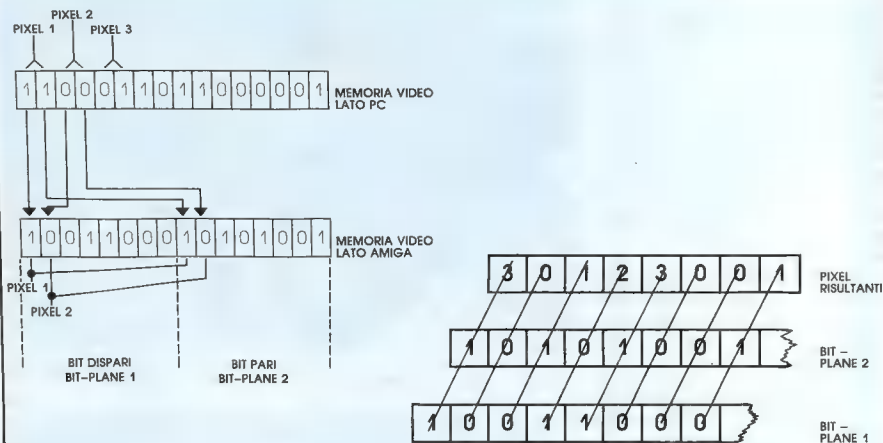 PIXEL 2
PIXEL 1
PIXEL 3
1 1 0 0 0 1 1 0 1 1 0 0 0 0 0 1
MEMORIA VIDEO
LATO PC
1 0 0 1 1 0 0 0 1 0 1 0 1 0 0 1
MEMORIA VIDEO
LATO AMIGA
PIXEL 1
PIXEL 2
BIT DISPARI
BIT-PLANE 1
BIT PARI
BIT-PLANE 2
3 0 1 2 3 0 0 1
PIXEL
RISULTANTI
1 0 1 0 1 0 0 1
BIT -
PLANE 2
1 0 0 1 1 0 0 0
BIT -
PLANE 1